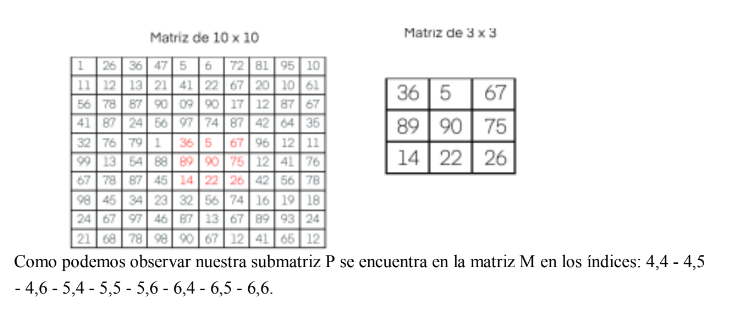 Matriz de 10 x 10
1 26 36 47 5 6 72 81 95 10
11 12 13 21 41 22 67 20 10 61
56 78 87 90 09 90 17 12 87 67
41 87 24 56 97 74 87 42 64 35
32 76 79 1 36 5 67 96 12 11
99 13 54 88 89 90 75 12 41 76
67 78 87 45 14 22 26 42 56 78
98 45 34 23 32 56 74 16 19 18
24 67 97 46 87 13 67 89 93 24
21 68 78 98 90 67 12 41 65 12
Matriz de 3 x 3
36 5 67
89 90 75
14 22 26
Como podemos observar nuestra submatriz P se encuentra en la matriz M en los índices: 4,4 - 4,5
- 4,6 - 5,4 - 5,5 - 5,6 - 6,4 - 6,5 - 6,6.